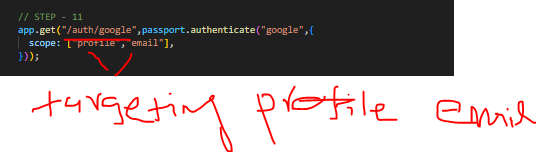 // STEP - 11
app.get("/auth/google",passport.authenticate("google",{
scope: ["profile","email"],
}));
targeting profile email